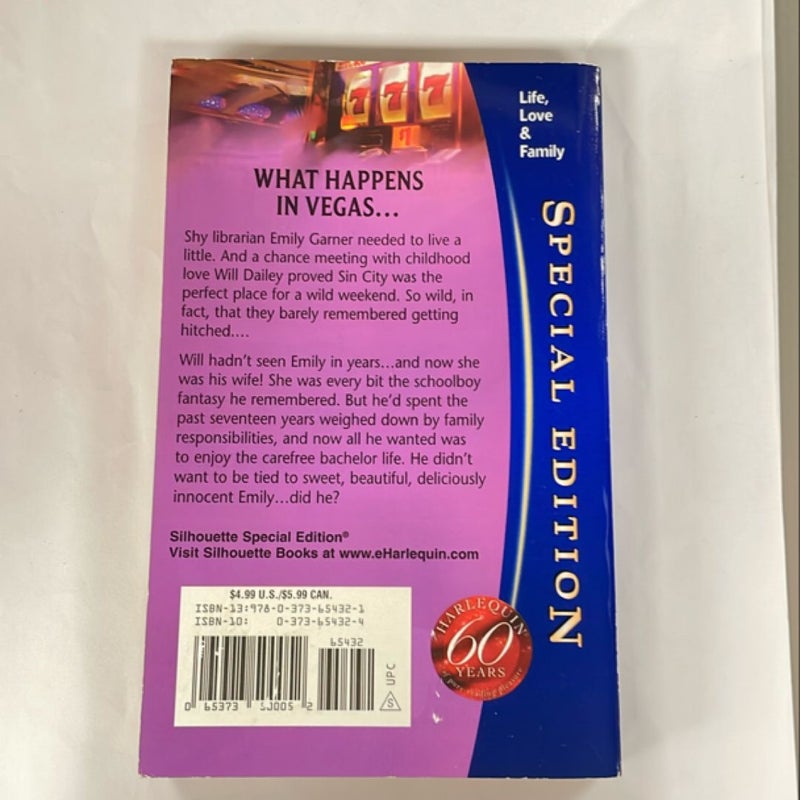 7 7 7
7
Life,
Love
&
Family
SPECIAL EDITION
WHAT HAPPENS
IN VEGAS...
Shy librarian Emily Garner needed to live a
little. And a chance meeting with childhood
love Will Dailey proved Sin City was the
perfect place for a wild weekend. So wild, in
fact, that they barely remembered getting
hitched....
Will hadn't seen Emily in years...and now she
was his wife! She was every bit the schoolboy
fantasy he remembered. But he'd spent the
past seventeen years weighed down by family
responsibilities, and now all he wanted was
to enjoy the carefree bachelor life. He didn't
want to be tied to sweet, beautiful, deliciously
innocent Emily...did he?
Silhouette Special Edition®
Visit Silhouette Books at www.eHarlequin.com
$4.99 U.S./$5.99 CAN.
ISBN-13:978-0-373-65432-1
ISBN-10: 0-373-65432-4
65432
0 65373 2
UPC
S
HARLEQUIN
60
YEARS